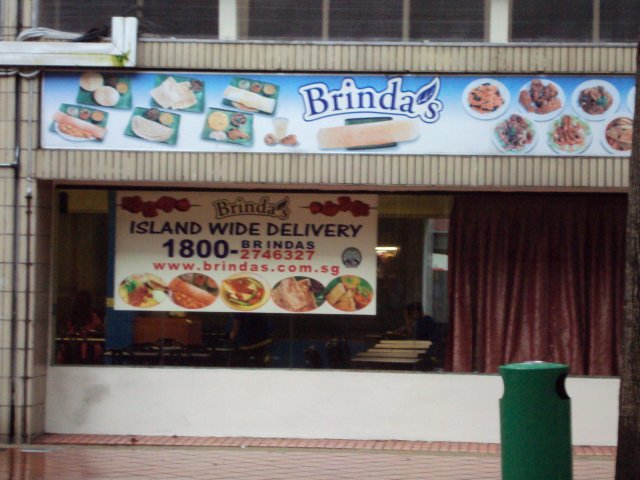 Brinda's
Brinda's
ISLAND WIDE DELIVERY
1800-BRINDAS
2746327
www.brindas.com.sg